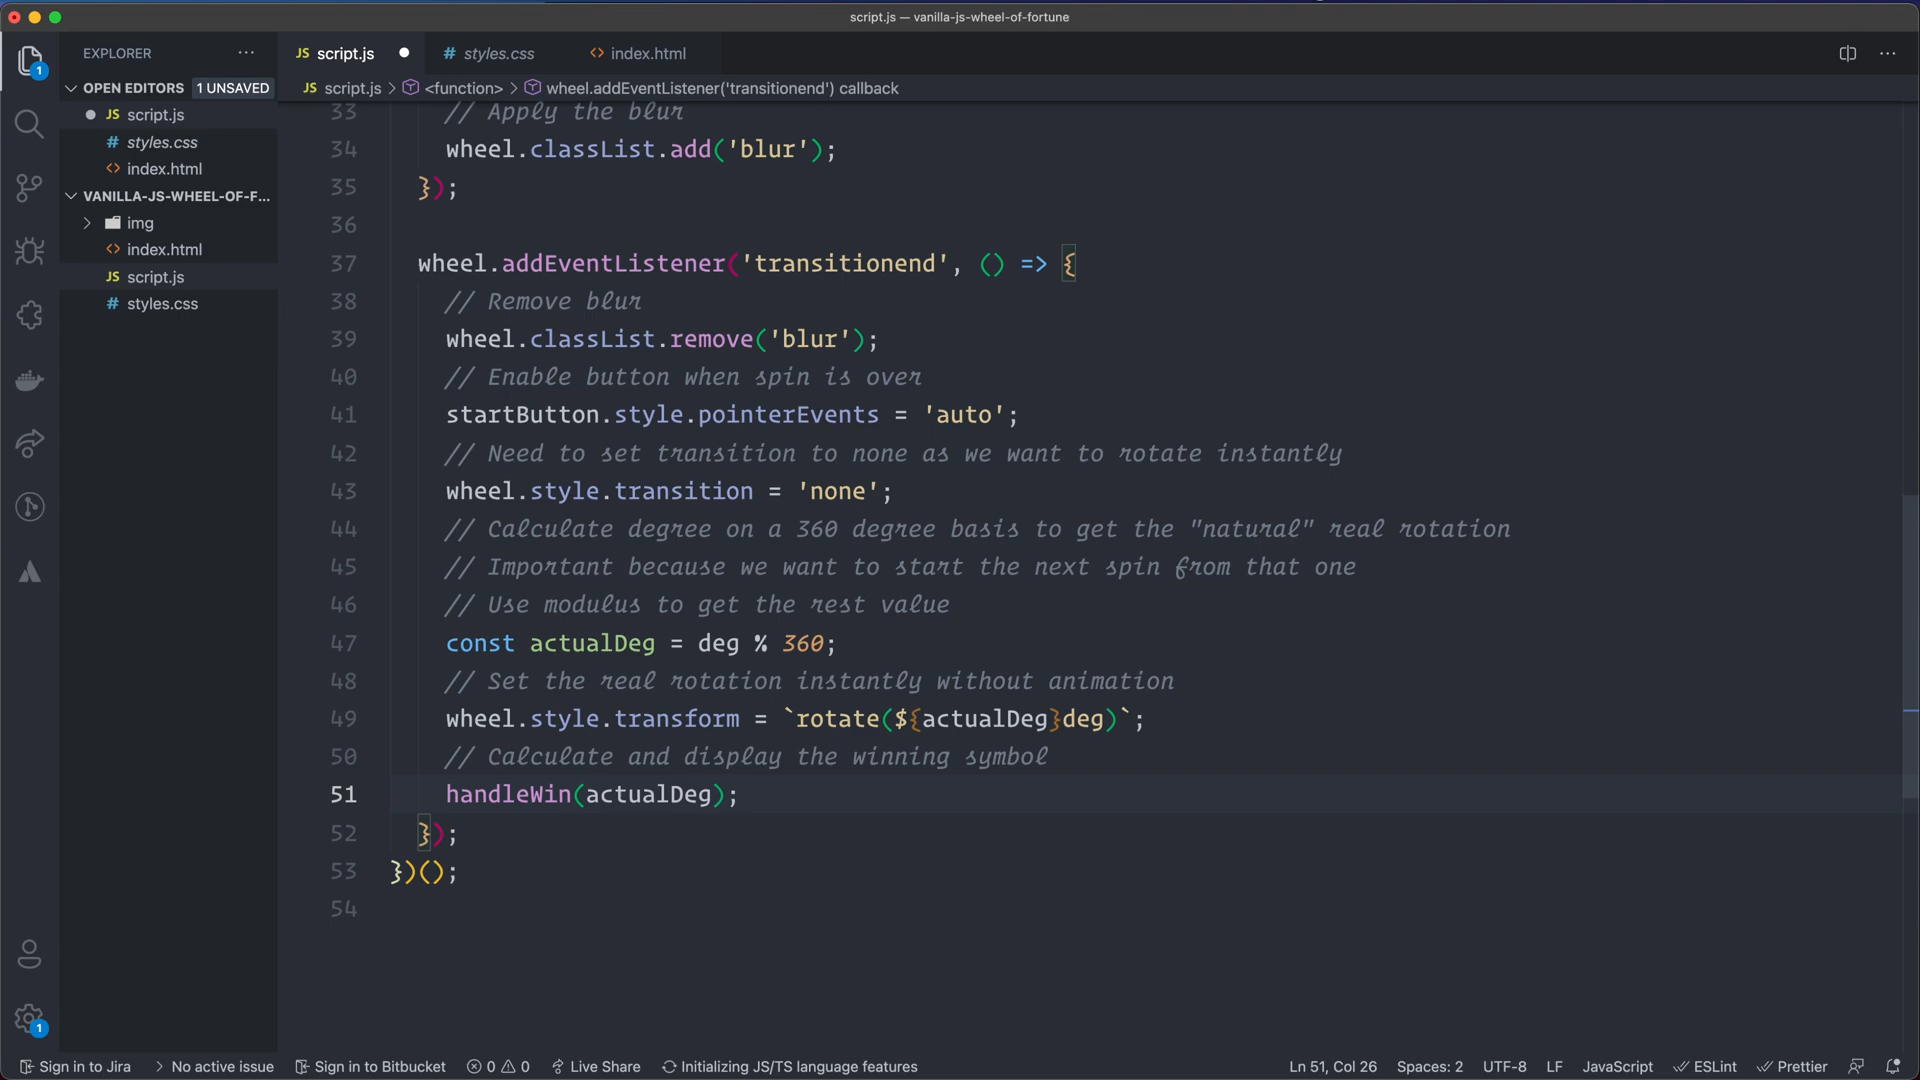 script.js — vanilla-js-wheel-of-fortune
EXPLORER
JS script.js
# styles.css
<> index.html
1
OPEN EDITORS 1 UNSAVED
JS script.js > <function> > wheel.addEventListener('transitionend') callback
JS script.js
# styles.css
<> index.html
VANILLA-JS-WHEEL-OF-F...
img
<> index.html
JS script.js
# styles.css
33 // Apply the blur
34 wheel.classList.add('blur');
35 });
36
37 wheel.addEventListener('transitionend', () => {
38 // Remove blur
39 wheel.classList.remove('blur');
40 // Enable button when spin is over
41 startButton.style.pointerEvents = 'auto';
42 // Need to set transition to none as we want to rotate instantly
43 wheel.style.transition = 'none';
44 // Calculate degree on a 360 degree basis to get the "natural" real rotation
45 // Important because we want to start the next spin from that one
46 // Use modulus to get the rest value
47 const actualDeg = deg % 360;
48 // Set the real rotation instantly without animation
49 wheel.style.transform = `rotate(${actualDeg}deg)`;
50 // Calculate and display the winning symbol
51 handleWin(actualDeg);
52 });
53 })();
54
1
Sign in to Jira > No active issue Sign in to Bitbucket 0 0 Live Share Initializing JS/TS language features Ln 51, Col 26 Spaces: 2 UTF-8 LF JavaScript ESLint Prettier